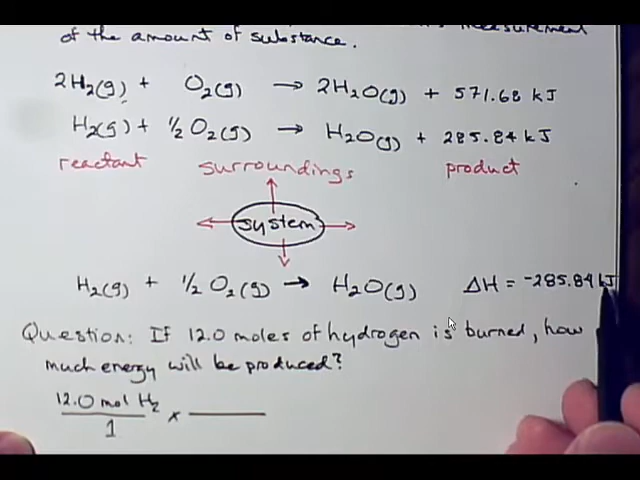 measurement
of the amount of substance.
2H₂(g) + O₂(g) → 2H₂O(g) + 571.68 kJ
H₂(g) + ½ O₂(g) → H₂O(g) + 285.84 kJ
reactant surroundings product
system
H₂(g) + ½ O₂(g) → H₂O(g) ΔH = -285.84 kJ
Question: If 12.0 moles of hydrogen is burned, how
much energy will be produced?
12.0 mol H₂
1 ×